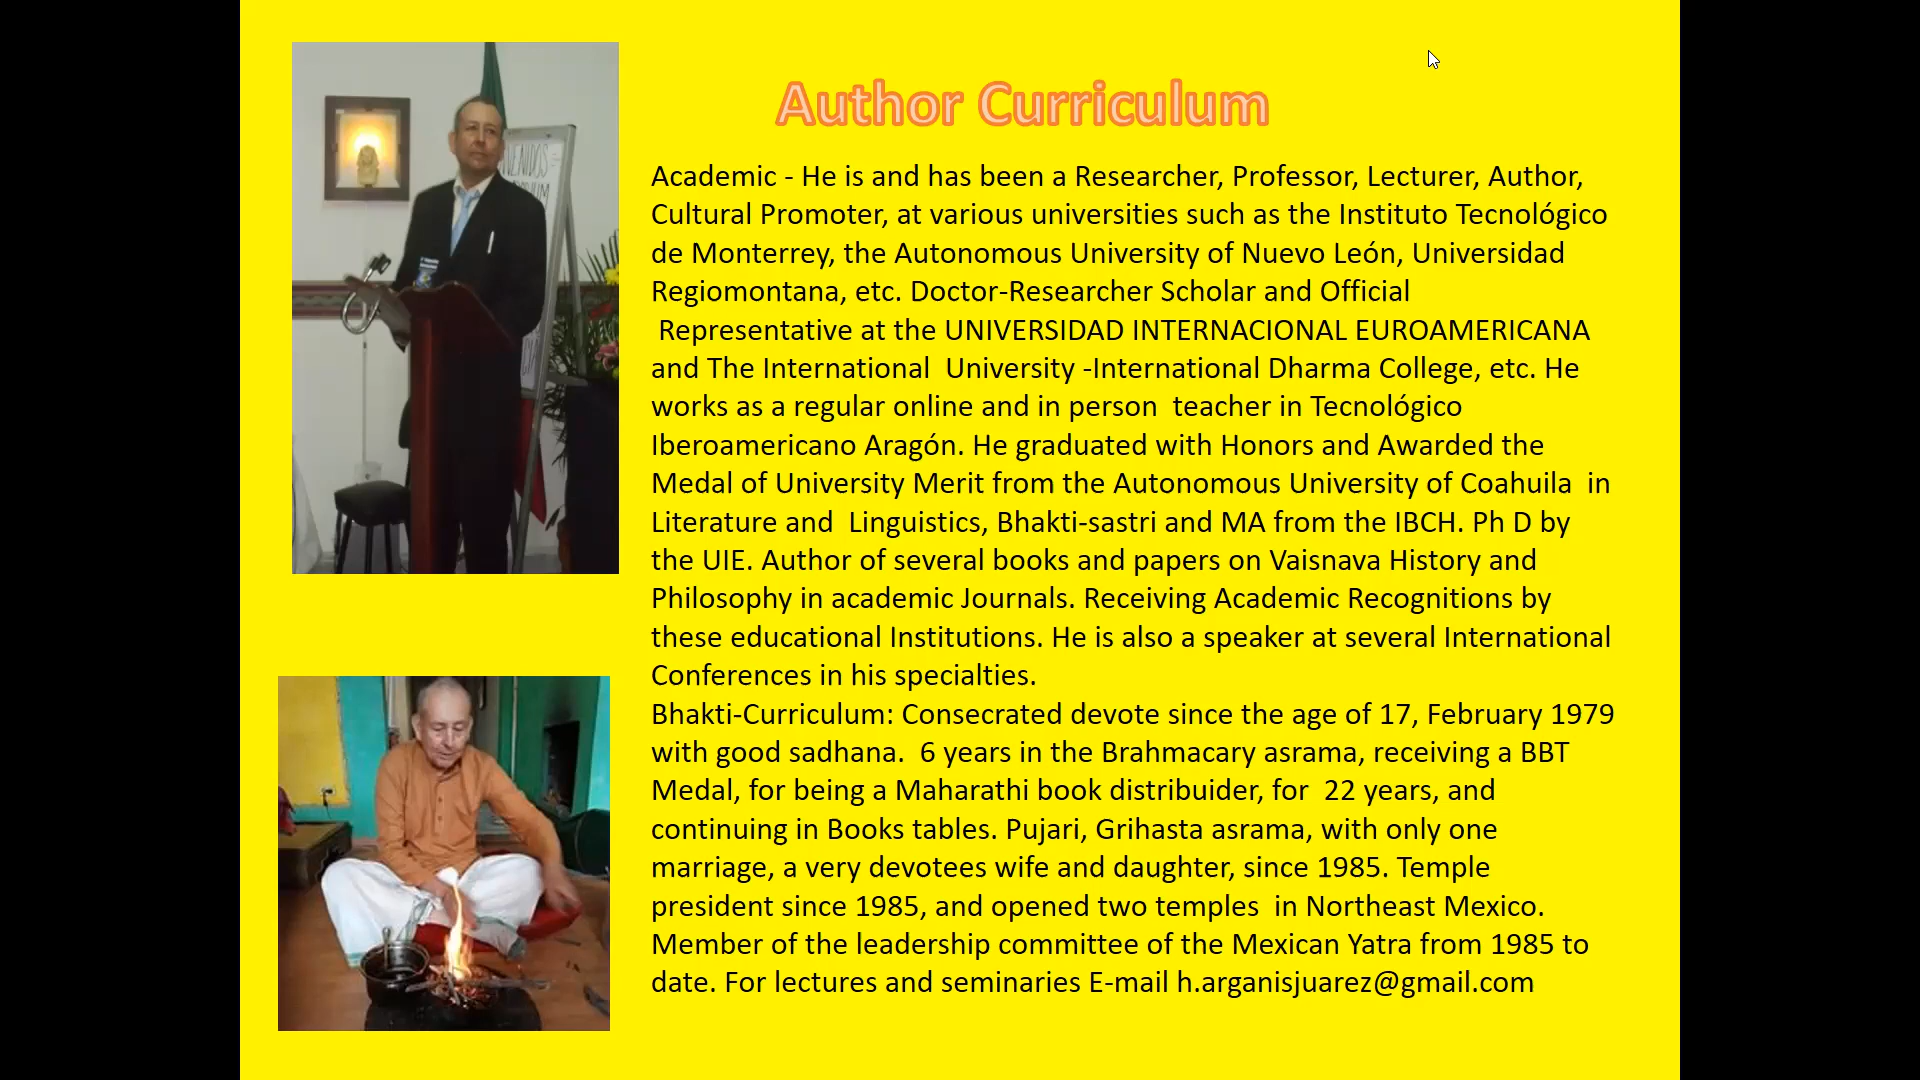 Author Curriculum
Academic - He is and has been a Researcher, Professor, Lecturer, Author,
Cultural Promoter, at various universities such as the Instituto Tecnológico
de Monterrey, the Autonomous University of Nuevo León, Universidad
Regiomontana, etc. Doctor-Researcher Scholar and Official
Representative at the UNIVERSIDAD INTERNACIONAL EUROAMERICANA
and The International  University -International Dharma College, etc. He
works as a regular online and in person  teacher in Tecnológico
Iberoamericano Aragón. He graduated with Honors and Awarded the
Medal of University Merit from the Autonomous University of Coahuila  in
Literature and  Linguistics, Bhakti-sastri and MA from the IBCH. Ph D by
the UIE. Author of several books and papers on Vaisnava History and
Philosophy in academic Journals. Receiving Academic Recognitions by
these educational Institutions. He is also a speaker at several International
Conferences in his specialties.
Bhakti-Curriculum: Consecrated devote since the age of 17, February 1979
with good sadhana.  6 years in the Brahmacary asrama, receiving a BBT
Medal, for being a Maharathi book distribuider, for  22 years, and
continuing in Books tables. Pujari, Grihasta asrama, with only one
marriage, a very devotees wife and daughter, since 1985. Temple
president since 1985, and opened two temples  in Northeast Mexico.
Member of the leadership committee of the Mexican Yatra from 1985 to
date. For lectures and seminaries E-mail h.arganisjuarez@gmail.com